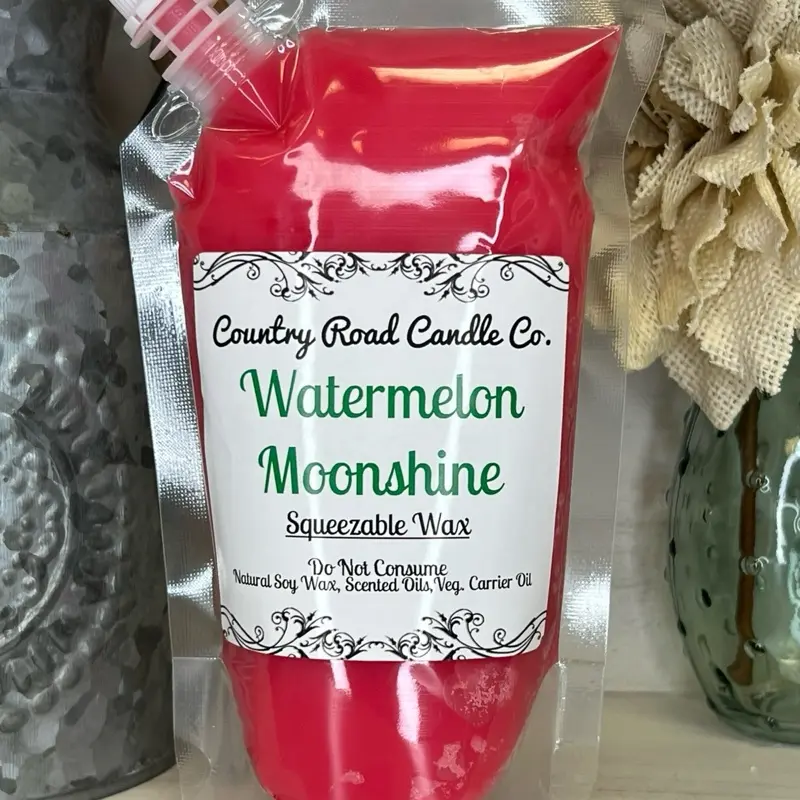 Country Road Candle Co.
Watermelon
Moonshine
Squeezable Wax
Do Not Consume
Natural Soy Wax, Scented Oils, Veg. Carrier Oil